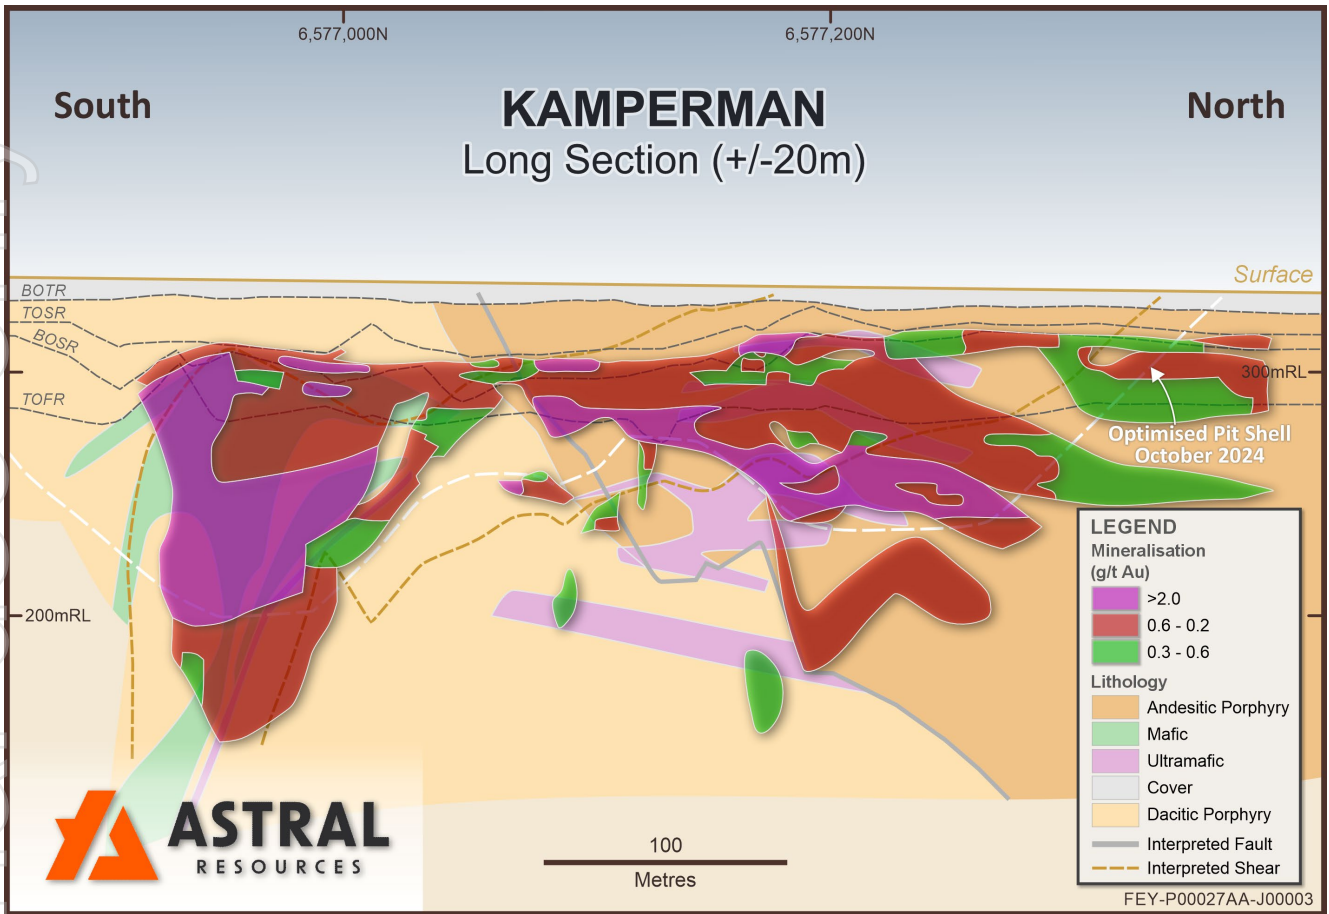 6,577,000N
6,577,200N
South
KAMPERMAN
North
Long Section (+/-20m)
Surface
BOTR
TOSR
BOSR
300mRL
TOFR
Optimised Pit Shell
October 2024
LEGEND
Mineralisation
(g/t Au)
>2.0
0.6 - 0.2
0.3 - 0.6
200mRL
Lithology
Andesitic Porphyry
Mafic
Ultramafic
Cover
Dacitic Porphyry
Interpreted Fault
Interpreted Shear
ASTRAL
RESOURCES
100
Metres
FEY-P00027AA-J00003